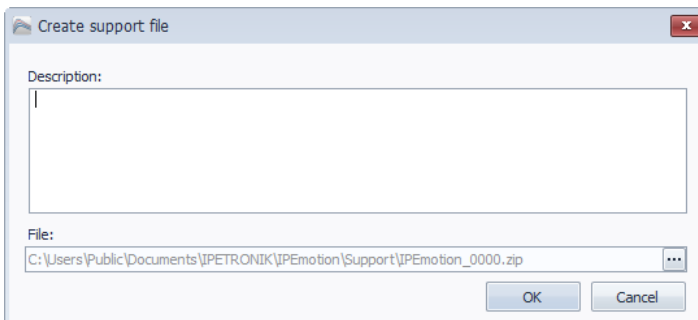 Create support file
Description:
File:
C:\Users\Public\Documents\IPETRONIK\IPEmotion\Support\IPEmotion_0000.zip
...
OK Cancel